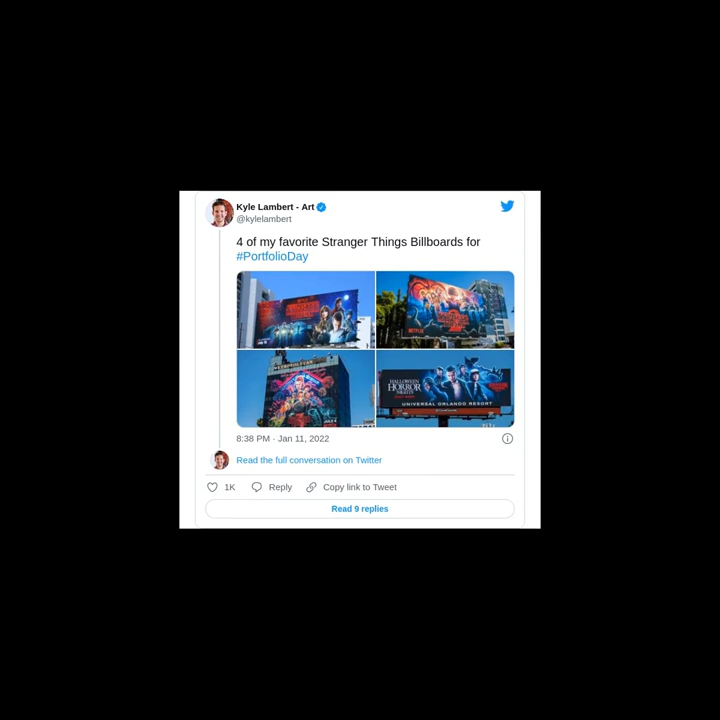 Kyle Lambert - Art
@kylelambert
4 of my favorite Stranger Things Billboards for
#PortfolioDay
NETFLIX
HALLOWEEN
HORROR
NIGHTS
UNIVERSAL ORLANDO RESORT
8:38 PM · Jan 11, 2022
Read the full conversation on Twitter
1K Reply Copy link to Tweet
Read 9 replies